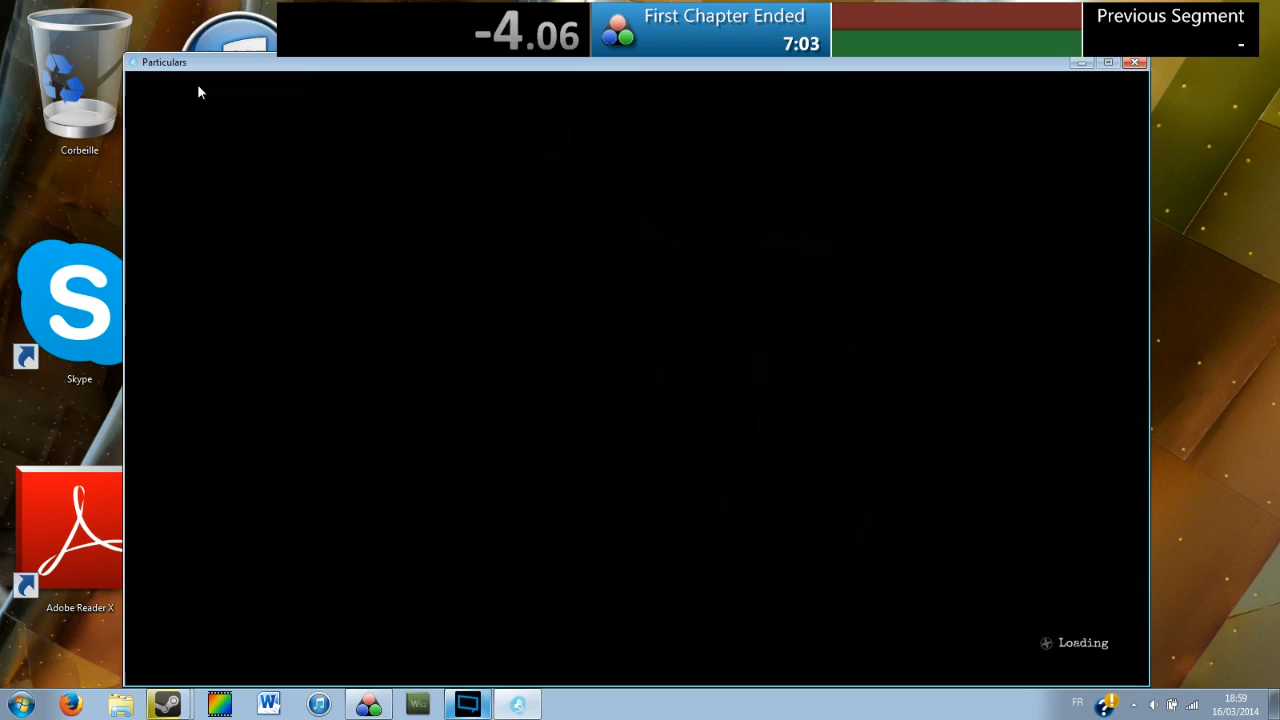 -4.06
First Chapter Ended
7:03
Previous Segment
-
Particulars
Corbeille
Skype
Adobe Reader X
Loading
FR
18:59
16/03/2014